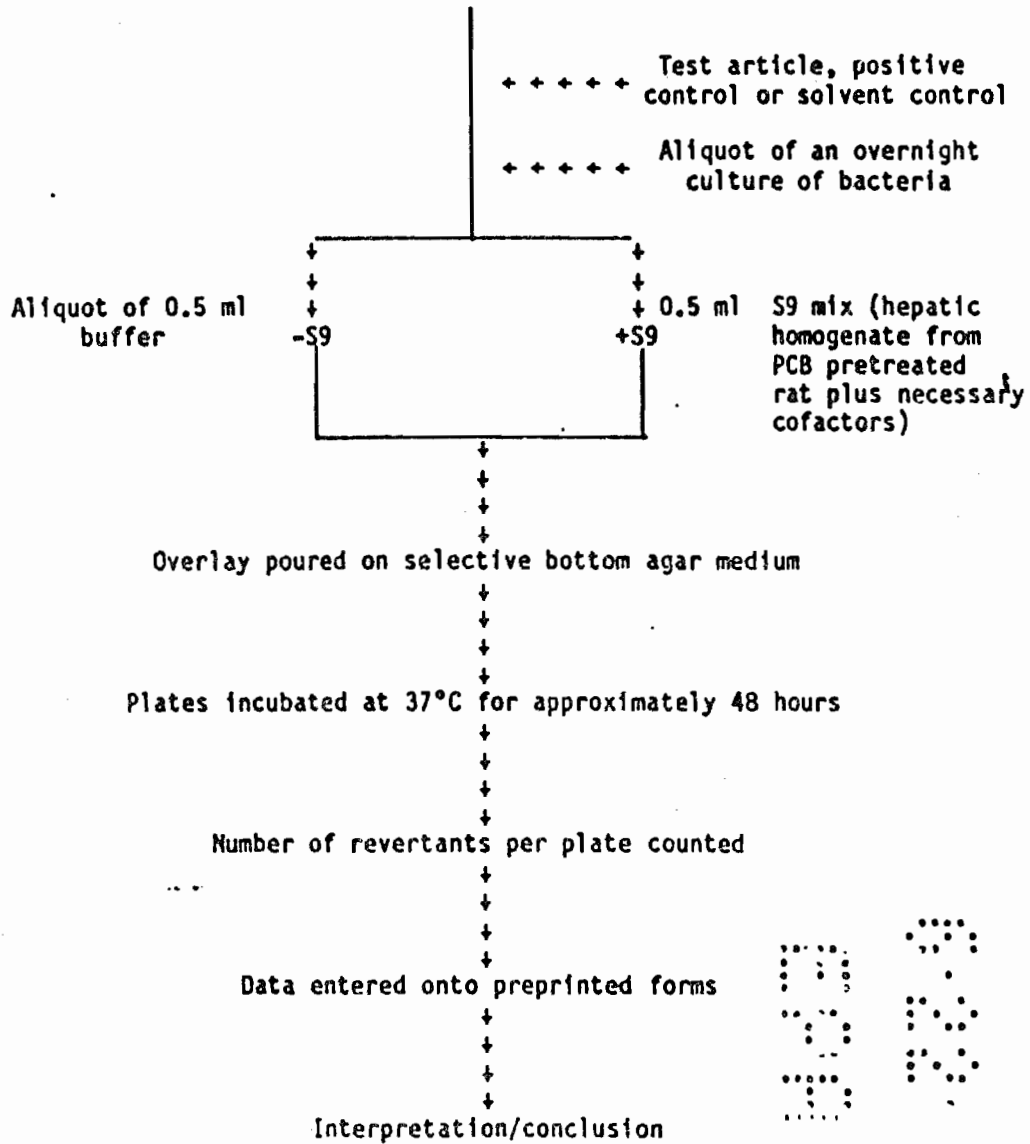 Test article, positive
control or solvent control
Aliquot of an overnight
culture of bacteria
Aliquot of 0.5 ml
buffer
-S9
+S9
0.5 ml
S9 mix (hepatic
homogenate from
PCB pretreated
rat plus necessary
cofactors)
Overlay poured on selective bottom agar medium
Plates incubated at 37°C for approximately 48 hours
Number of revertants per plate counted
Data entered onto preprinted forms
Interpretation/conclusion